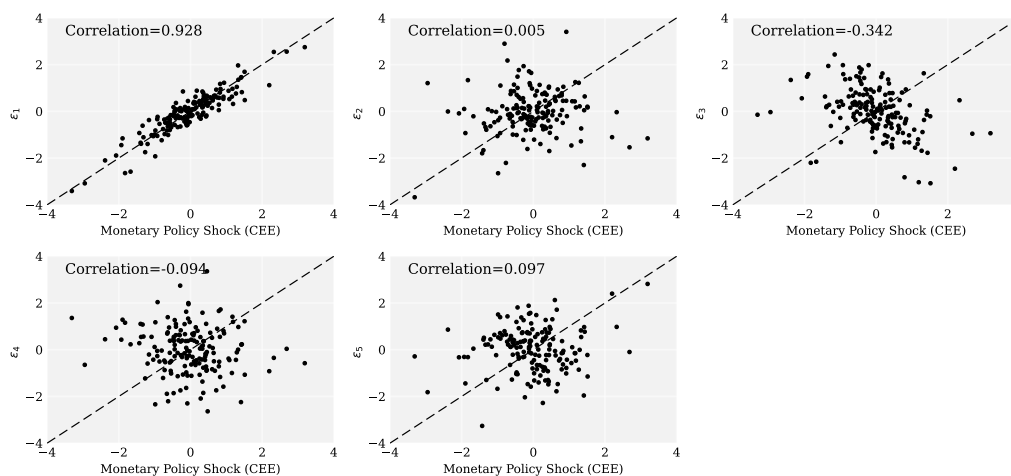 Correlation=0.928
4
2
0
−2
−4
ε1
−4 −2 0 2 4
Monetary Policy Shock (CEE)
Correlation=0.005
4
2
0
−2
−4
ε2
−4 −2 0 2 4
Monetary Policy Shock (CEE)
Correlation=-0.342
4
2
0
−2
−4
ε3
−4 −2 0 2
Monetary Policy Shock (CEE)
Correlation=-0.094
4
2
0
−2
−4
ε4
−4 −2 0 2 4
Monetary Policy Shock (CEE)
Correlation=0.097
4
2
0
−2
−4
ε5
−4 −2 0 2 4
Monetary Policy Shock (CEE)